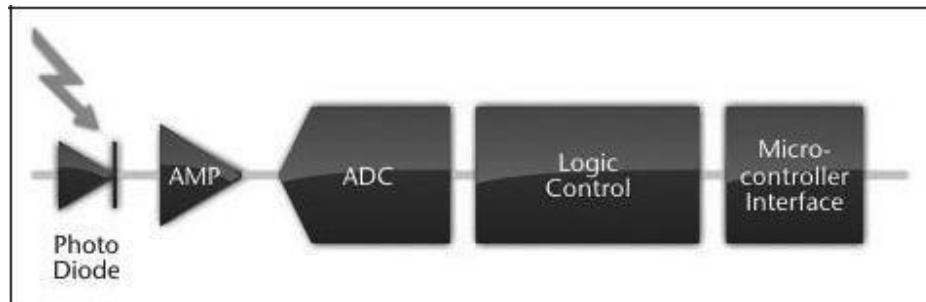 Photo
Diode
AMP
ADC
Logic
Control
Micro-
controller
Interface